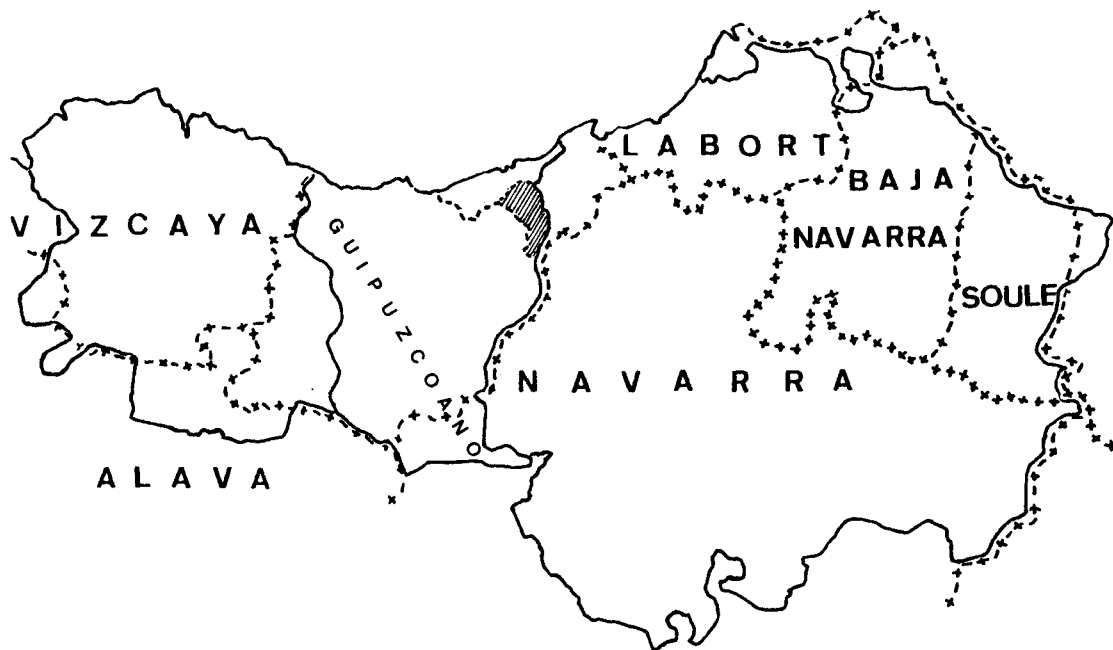 LABORT
BAJA
VIZCAYA
GUIPUZCOANO
NAVARRA
SOULE
NAVARRA
ALAVA